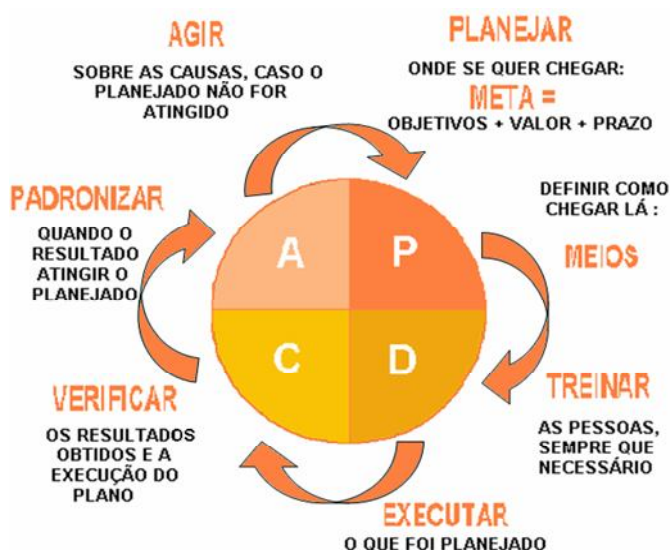 AGIR
SOBRE AS CAUSAS, CASO O
PLANEJADO NÃO FOR
ATINGIDO
PLANEJAR
ONDE SE QUER CHEGAR:
META =
OBJETIVOS + VALOR + PRAZO
DEFINIR COMO
CHEGAR LÁ :
MEIOS
TREINAR
AS PESSOAS,
SEMPRE QUE
NECESSÁRIO
EXECUTAR
O QUE FOI PLANEJADO
VERIFICAR
OS RESULTADOS
OBTIDOS E A
EXECUÇÃO DO
PLANO
PADRONIZAR
QUANDO O
RESULTADO
ATINGIR O
PLANEJADO
A
P
C
D